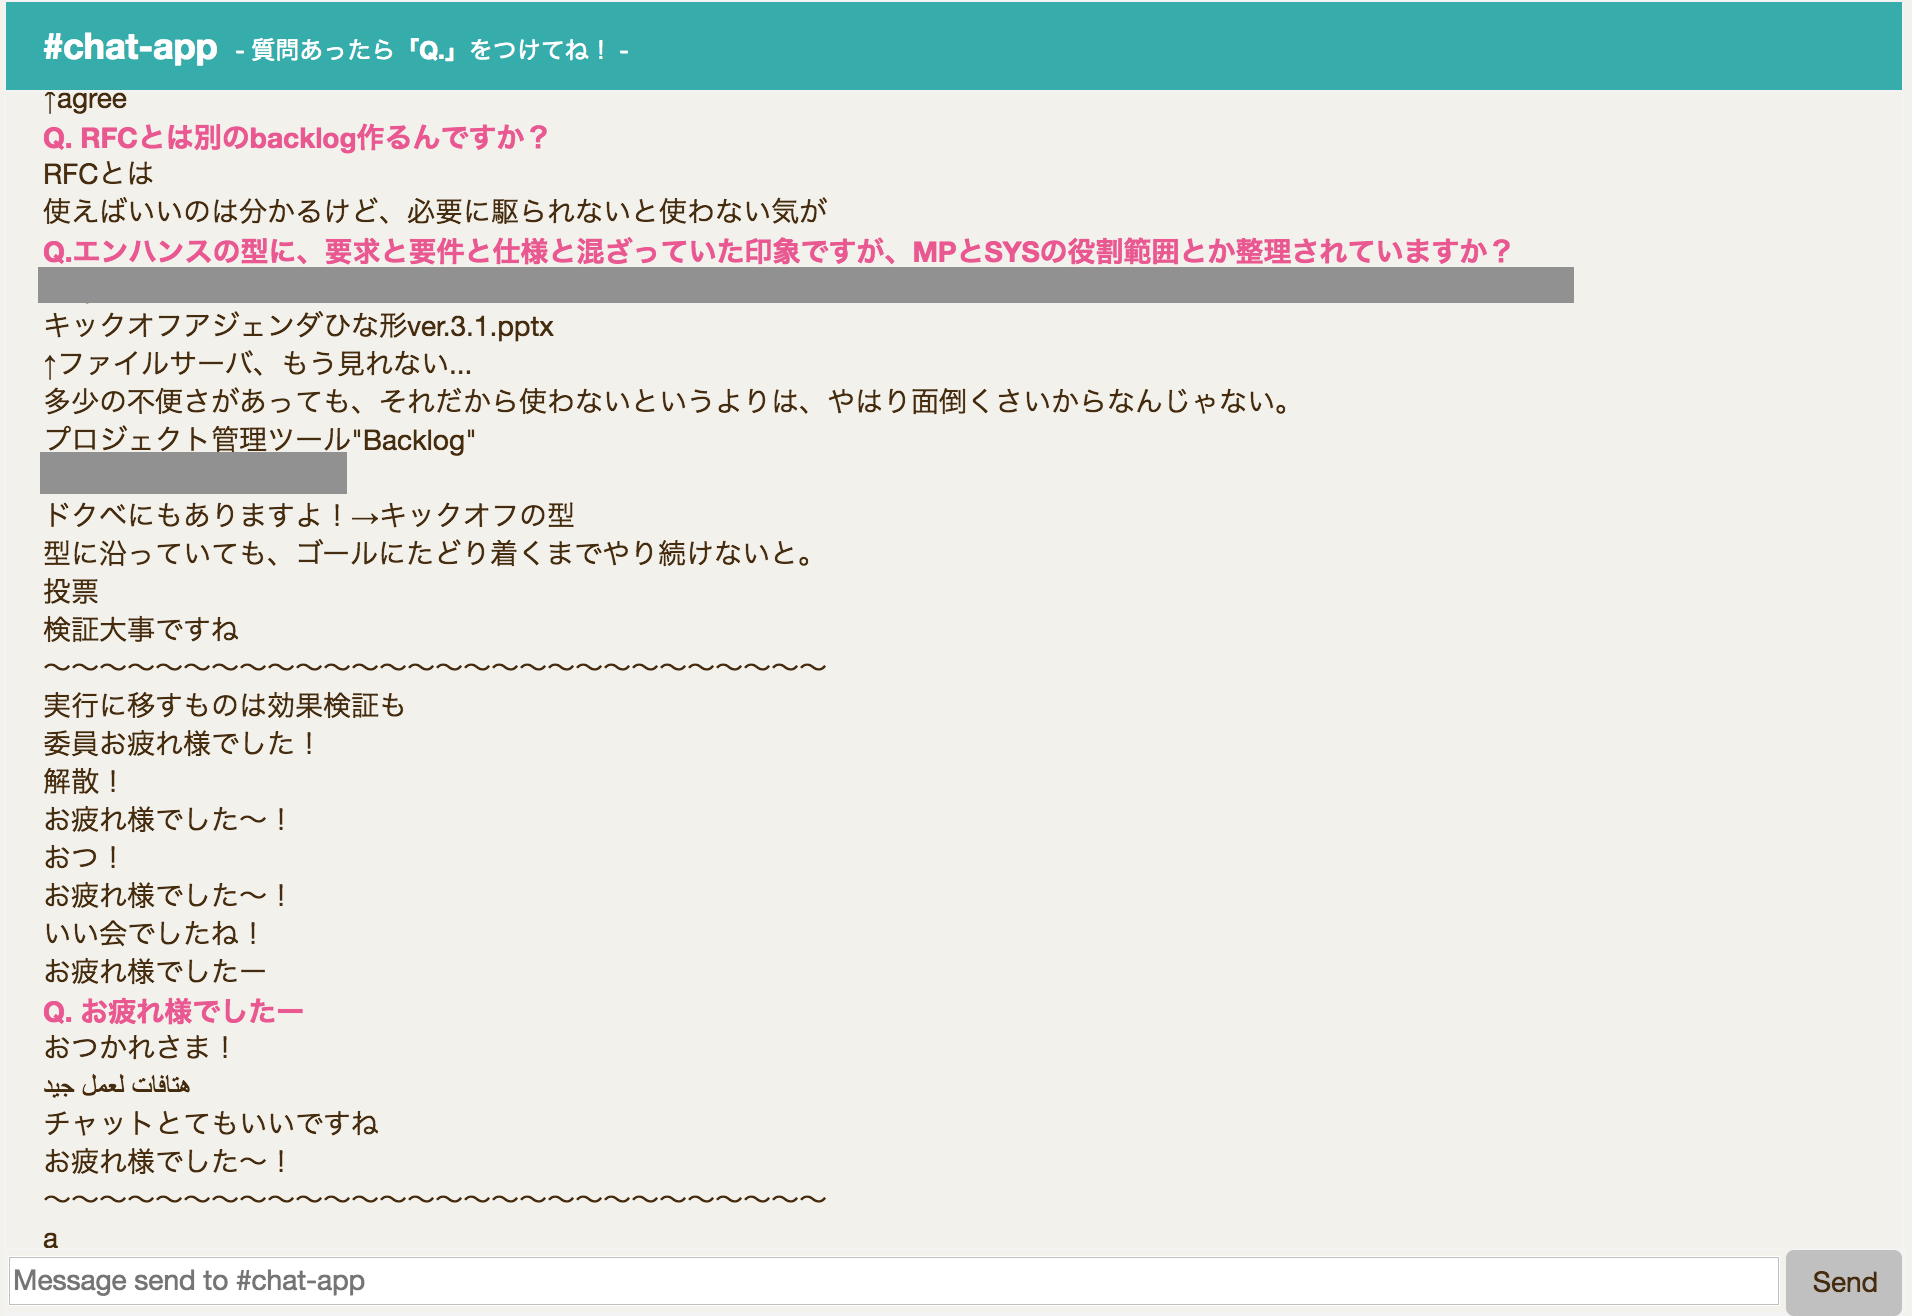 #chat-app - 質問あったら「Q.」をつけてね！ -
↑agree
Q. RFCとは別のbacklog作るんですか？
RFCとは
使えばいいのは分かるけど、必要に駆られないと使わない気が
Q.エンハンスの型に、要求と要件と仕様と混ざっていた印象ですが、MPとSYSの役割範囲とか整理されていますか？
キックオフアジェンダひな形ver.3.1.pptx
↑ファイルサーバ、もう見れない...
多少の不便さがあっても、それだから使わないというよりは、やはり面倒くさいからなんじゃない。
プロジェクト管理ツール"Backlog"
ドクベにもありますよ！→キックオフの型
型に沿っていても、ゴールにたどり着くまでやり続けないと。
投票
検証大事ですね
〜〜〜〜〜〜〜〜〜〜〜〜〜〜〜〜〜〜〜〜〜〜〜〜〜〜〜〜
実行に移すものは効果検証も
委員お疲れ様でした！
解散！
お疲れ様でした〜！
おつ！
お疲れ様でした〜！
いい会でしたね！
お疲れ様でしたー
Q. お疲れ様でしたー
おつかれさま！
هتافات لعمل جيد
チャットとてもいいですね
お疲れ様でした〜！
〜〜〜〜〜〜〜〜〜〜〜〜〜〜〜〜〜〜〜〜〜〜〜〜〜〜〜〜
a
Message send to #chat-app
Send